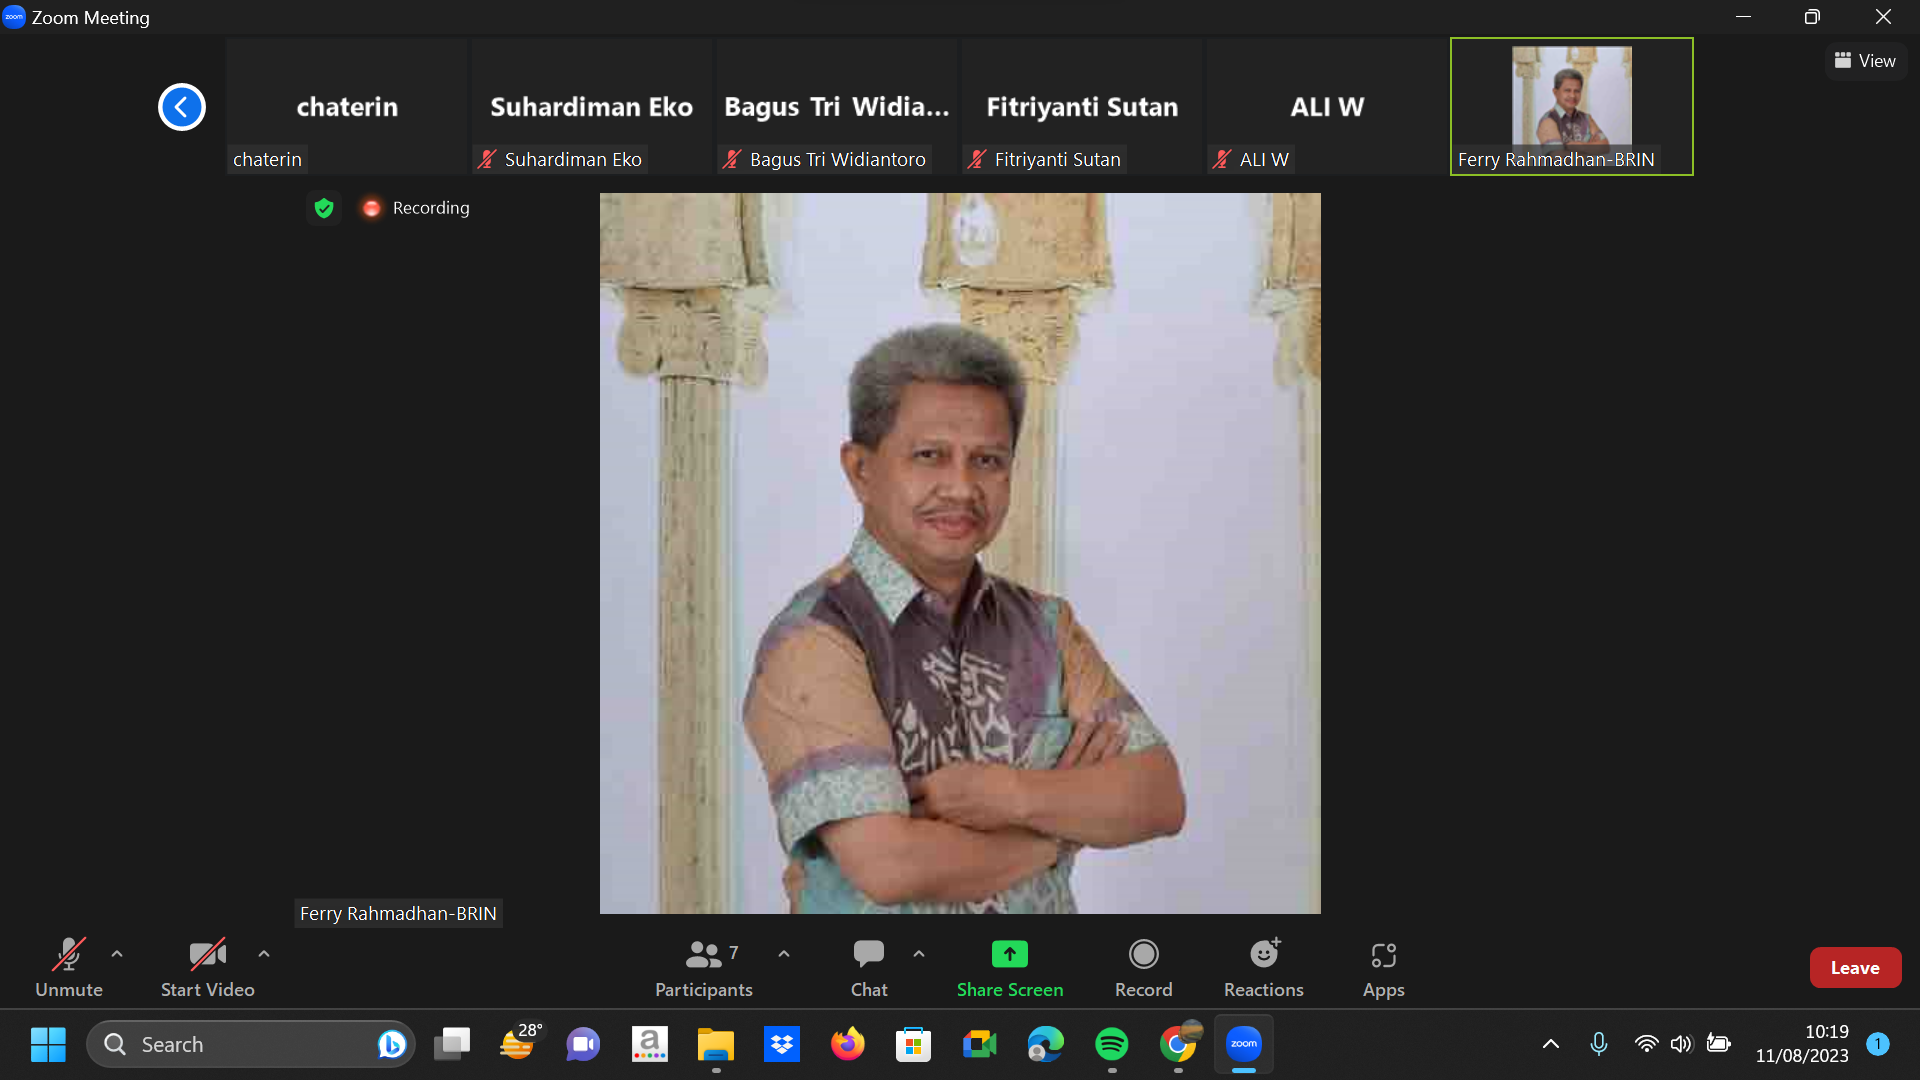 zoom Zoom Meeting
chaterin
Suhardiman Eko
Bagus Tri Widia...
Fitriyanti Sutan
ALI W
View
chaterin
Suhardiman Eko
Bagus Tri Widiantoro
Fitriyanti Sutan
ALI W
Ferry Rahmadhan-BRIN
Recording
Ferry Rahmadhan-BRIN
7
Unmute
Start Video
Participants
Chat
Share Screen
Record
Reactions
Apps
Leave
Search
28°
a
zoom
10:19
11/08/2023
1